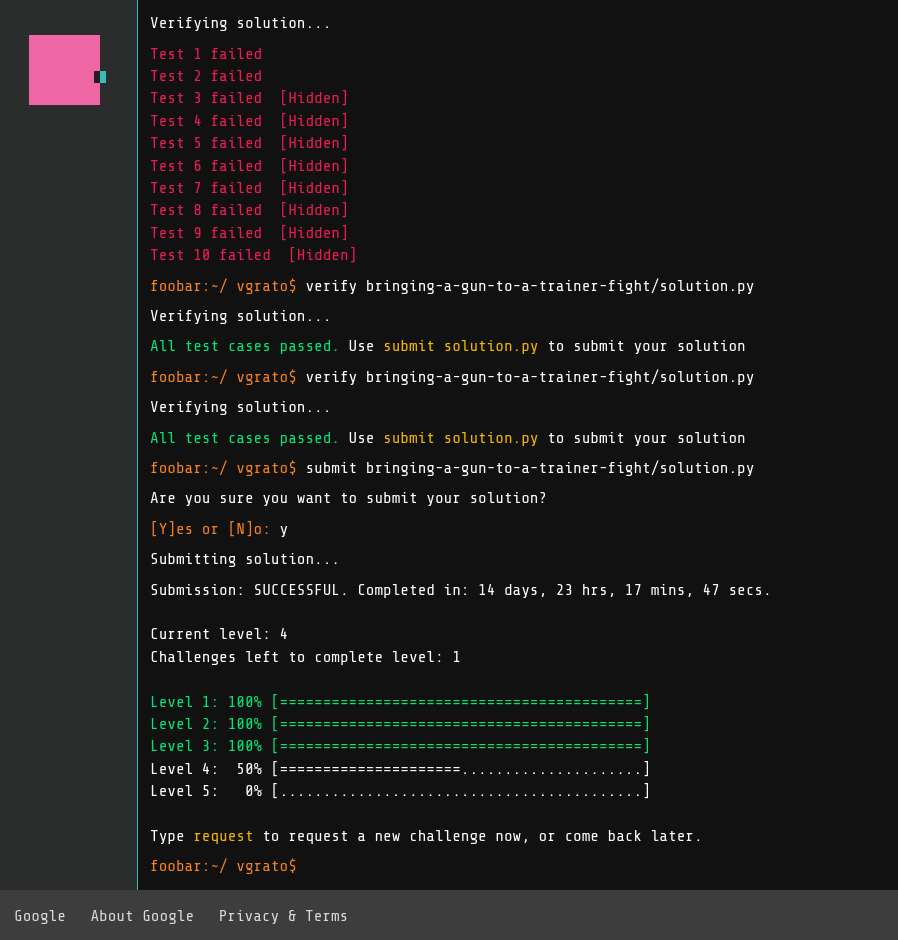 Verifying solution...
Test 1 failed
Test 2 failed
Test 3 failed  [Hidden]
Test 4 failed  [Hidden]
Test 5 failed  [Hidden]
Test 6 failed  [Hidden]
Test 7 failed  [Hidden]
Test 8 failed  [Hidden]
Test 9 failed  [Hidden]
Test 10 failed  [Hidden]
foobar:~/ vgrato$ verify bringing-a-gun-to-a-trainer-fight/solution.py
Verifying solution...
All test cases passed. Use submit solution.py to submit your solution
foobar:~/ vgrato$ verify bringing-a-gun-to-a-trainer-fight/solution.py
Verifying solution...
All test cases passed. Use submit solution.py to submit your solution
foobar:~/ vgrato$ submit bringing-a-gun-to-a-trainer-fight/solution.py
Are you sure you want to submit your solution?
[Y]es or [N]o: y
Submitting solution...
Submission: SUCCESSFUL. Completed in: 14 days, 23 hrs, 17 mins, 47 secs.
Current level: 4
Challenges left to complete level: 1
Level 1: 100% [==========================================]
Level 2: 100% [==========================================]
Level 3: 100% [==========================================]
Level 4:  50% [=====================.....................]
Level 5:   0% [..........................................]
Type request to request a new challenge now, or come back later.
foobar:~/ vgrato$
Google   About Google   Privacy & Terms